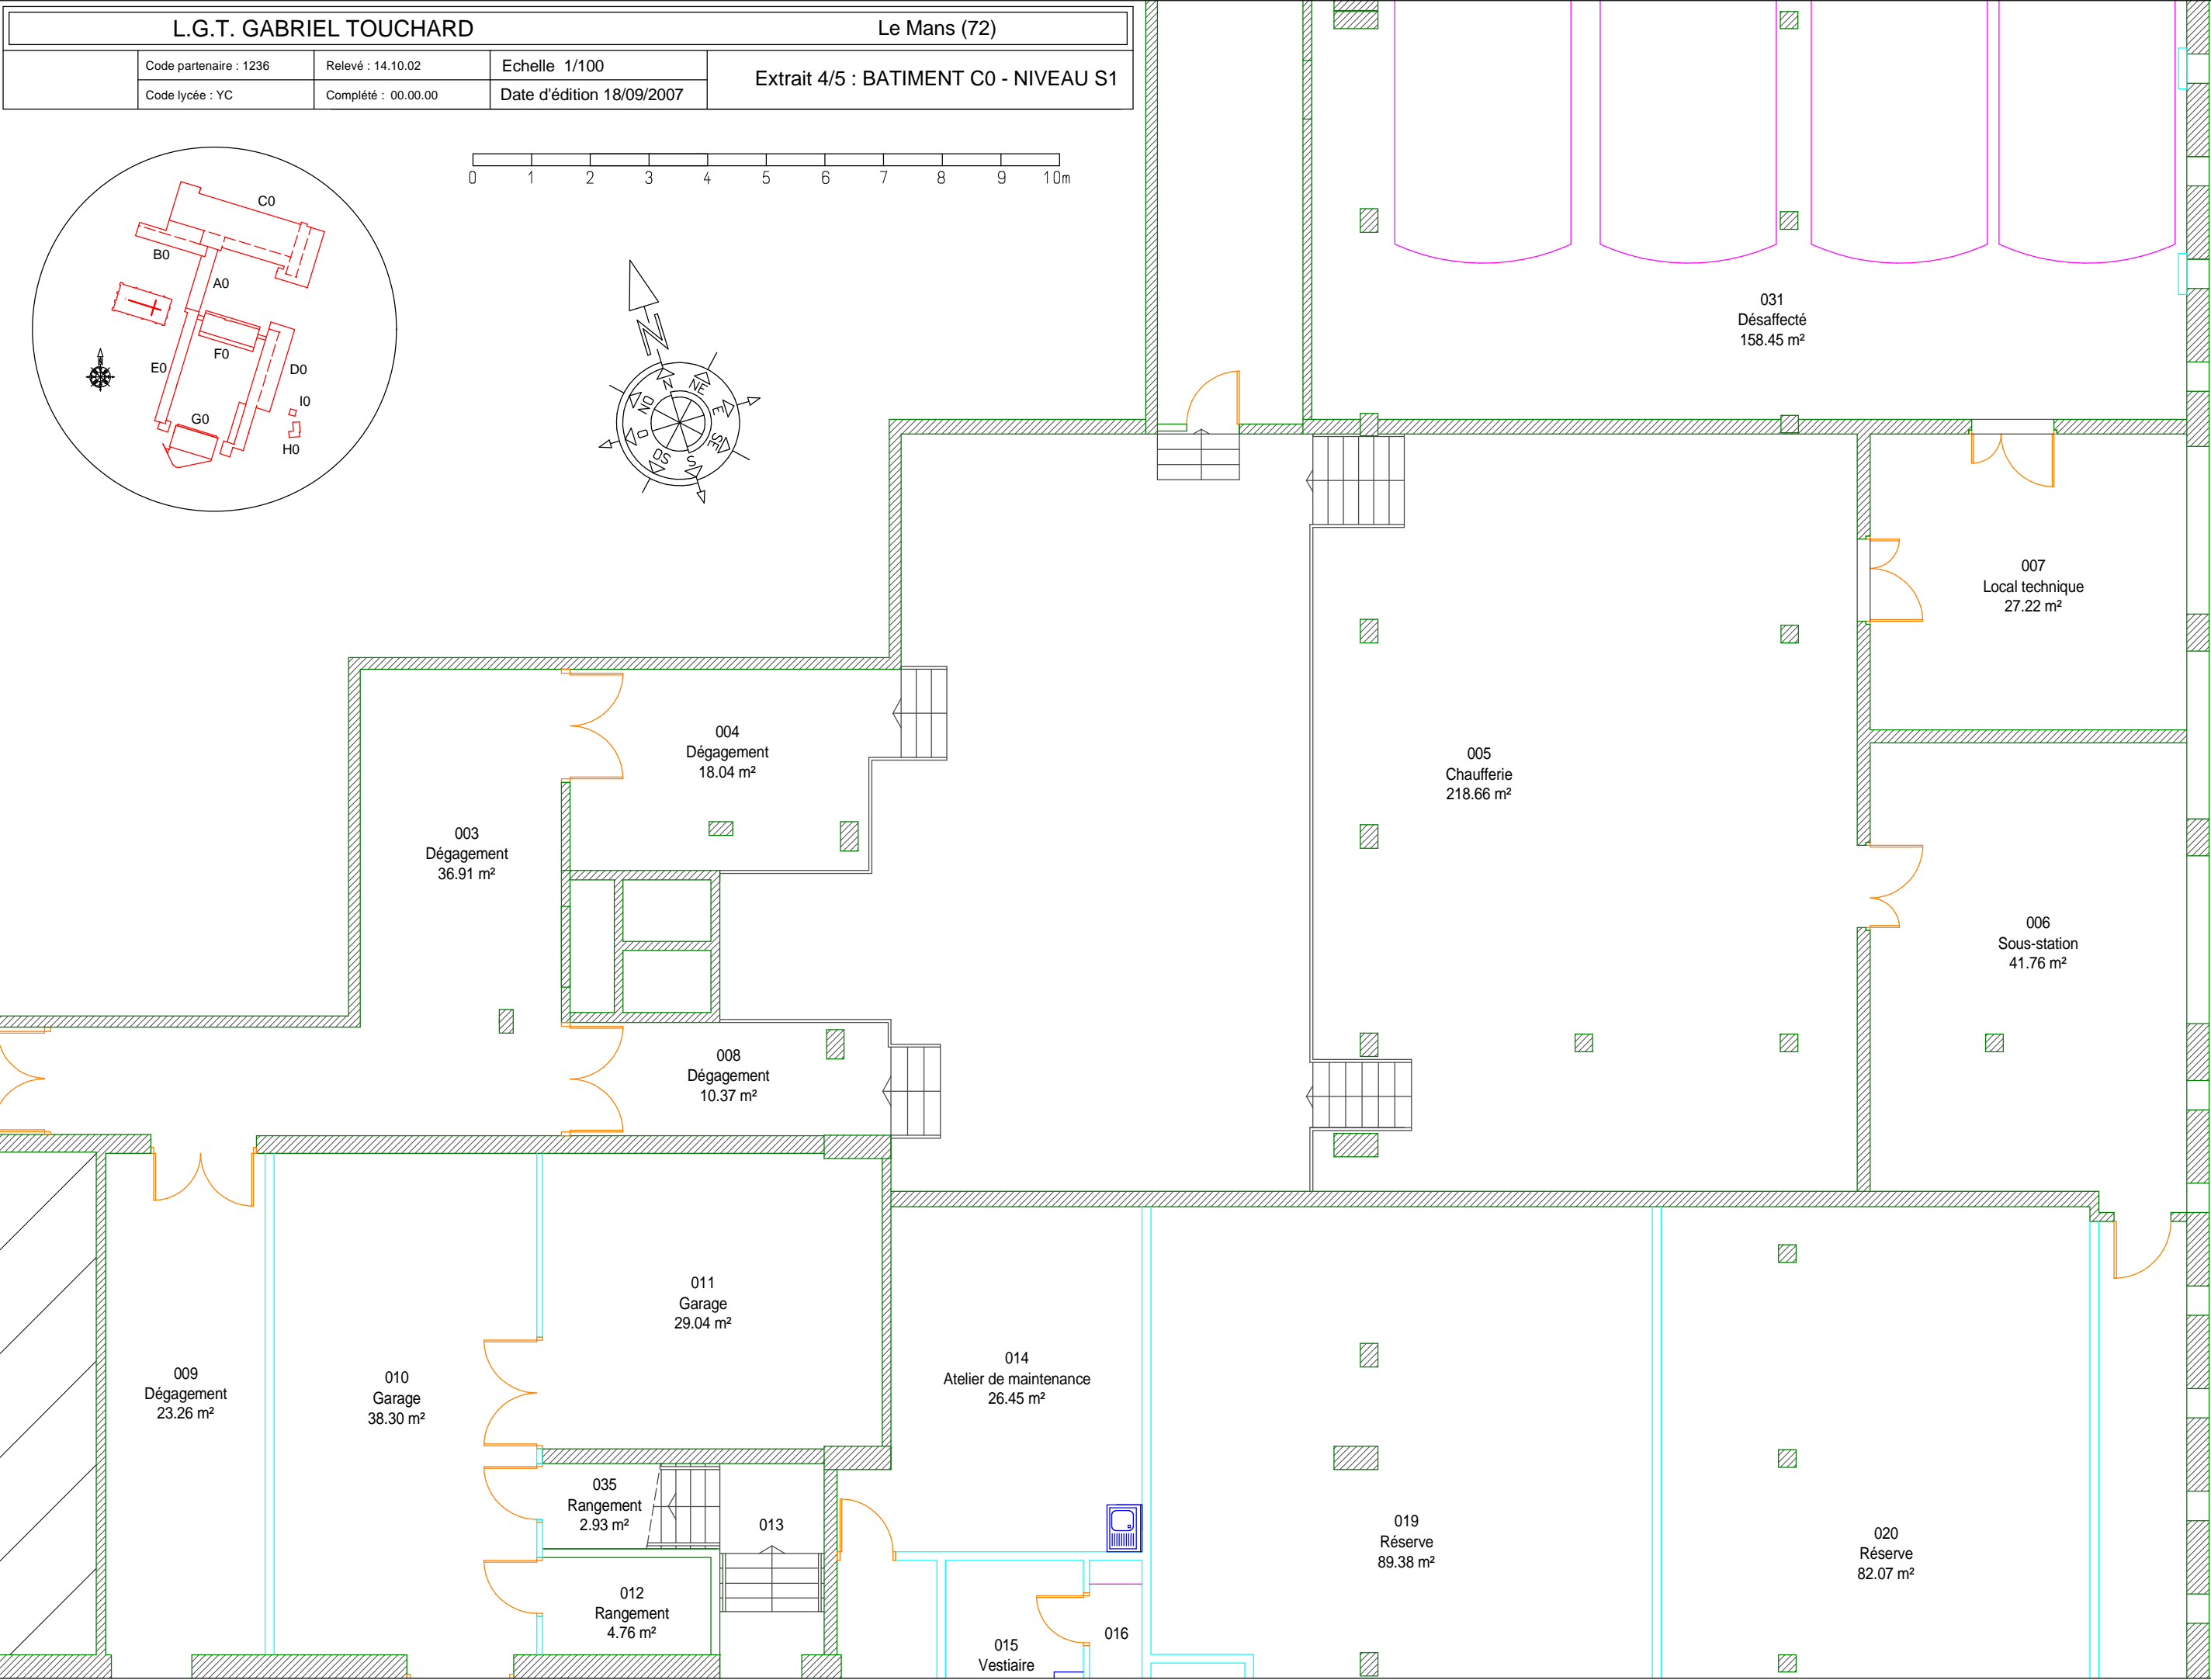 L.G.T. GABRIEL TOUCHARD
Le Mans (72)
Code partenaire : 1236
Relevé : 14.10.02
Echelle 1/100
Extrait 4/5 : BATIMENT C0 - NIVEAU S1
Code lycée : YC
Complété : 00.00.00
Date d'édition 18/09/2007
0 1 2 3 4 5 6 7 8 9 10m
C0
B0
A0
F0
E0
D0
I0
G0
H0
N
N
NE
E
SE
S
SO
O
NO
031
Désaffecté
158.45 m²
007
Local technique
27.22 m²
004
Dégagement
18.04 m²
005
Chaufferie
218.66 m²
003
Dégagement
36.91 m²
006
Sous-station
41.76 m²
008
Dégagement
10.37 m²
011
Garage
29.04 m²
014
Atelier de maintenance
26.45 m²
009
Dégagement
23.26 m²
010
Garage
38.30 m²
035
Rangement
2.93 m²
013
019
Réserve
89.38 m²
020
Réserve
82.07 m²
012
Rangement
4.76 m²
015
Vestiaire
016